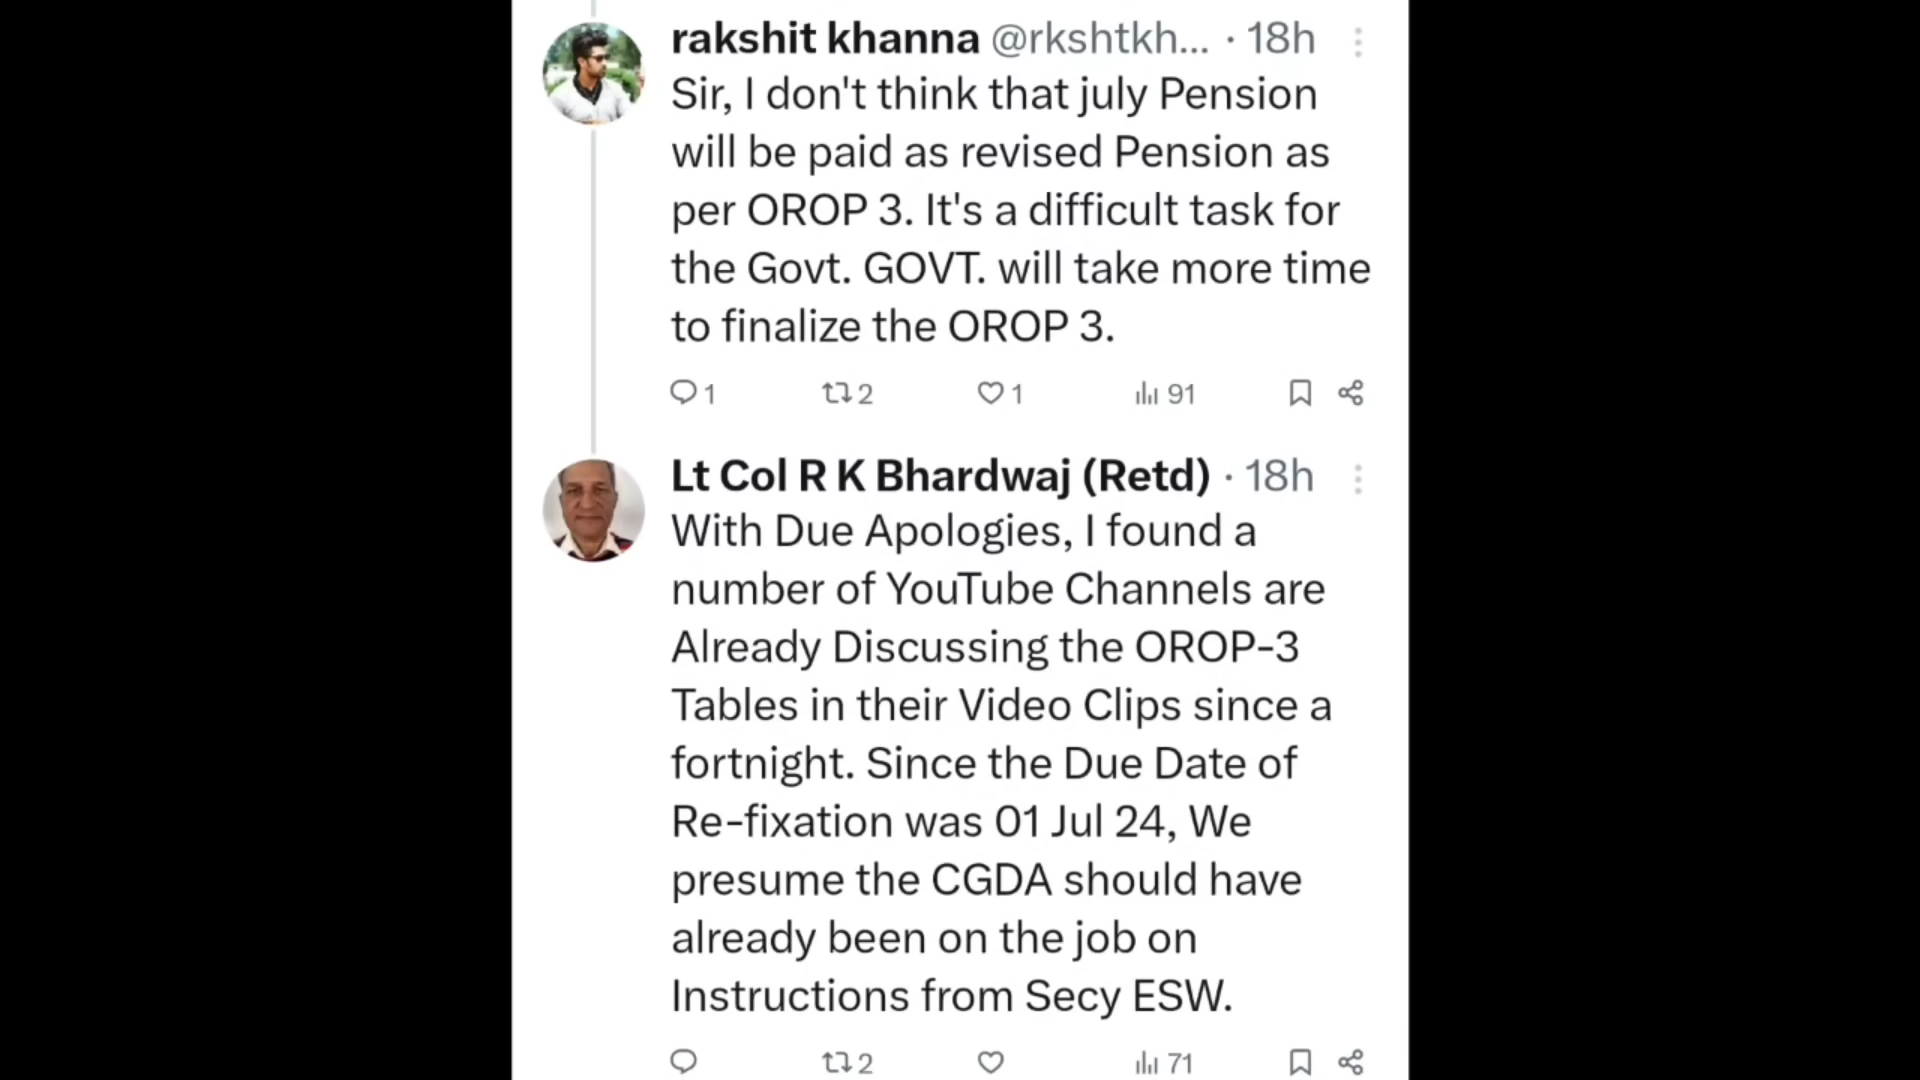 rakshit khanna @rkshtkh... · 18h
Sir, I don't think that july Pension
will be paid as revised Pension as
per OROP 3. It's a difficult task for
the Govt. GOVT. will take more time
to finalize the OROP 3.
1 2 1 91
Lt Col R K Bhardwaj (Retd) · 18h
With Due Apologies, I found a
number of YouTube Channels are
Already Discussing the OROP-3
Tables in their Video Clips since a
fortnight. Since the Due Date of
Re-fixation was 01 Jul 24, We
presume the CGDA should have
already been on the job on
Instructions from Secy ESW.
2 71